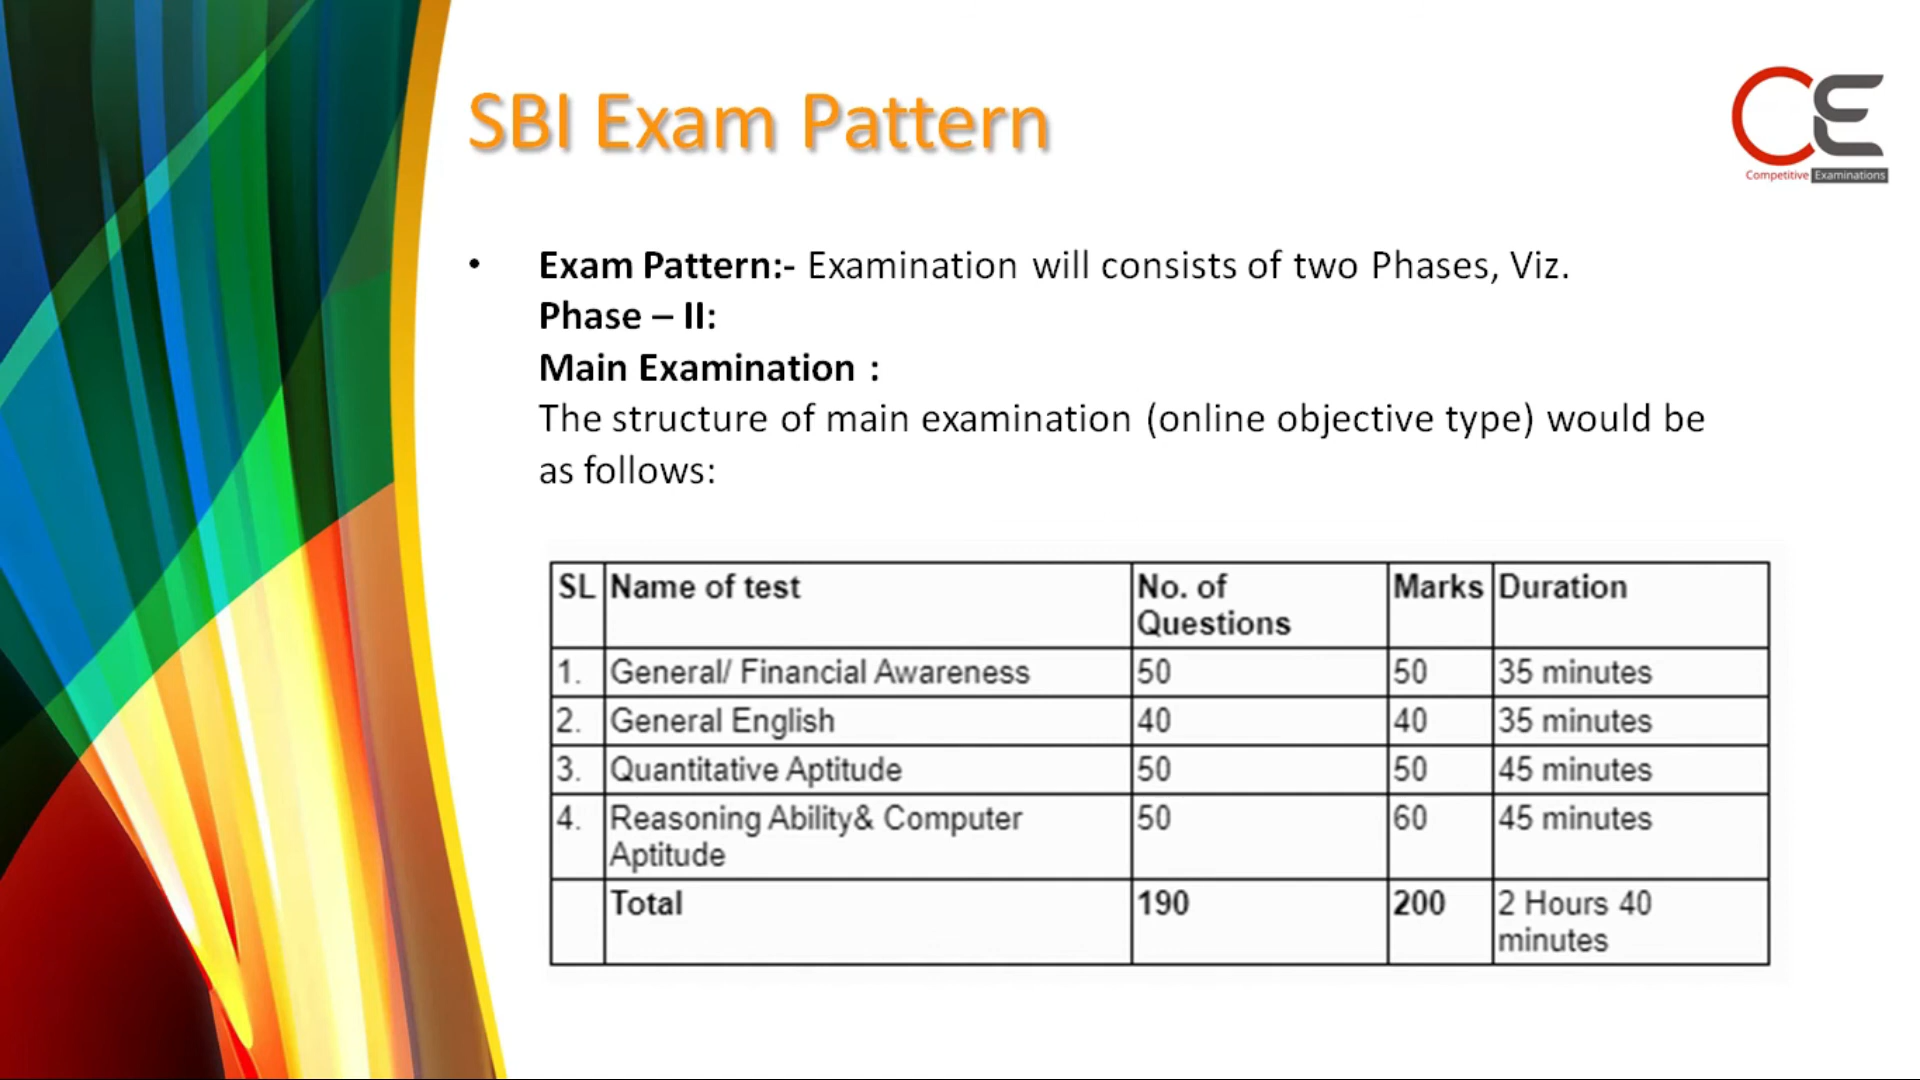 SBI Exam Pattern
CE
Competitive Examinations
• Exam Pattern:- Examination will consists of two Phases, Viz.
Phase – II:
Main Examination :
The structure of main examination (online objective type) would be
as follows:
SL Name of test No. of Questions Marks Duration
1. General/ Financial Awareness 50 50 35 minutes
2. General English 40 40 35 minutes
3. Quantitative Aptitude 50 50 45 minutes
4. Reasoning Ability& Computer Aptitude 50 60 45 minutes
Total 190 200 2 Hours 40 minutes